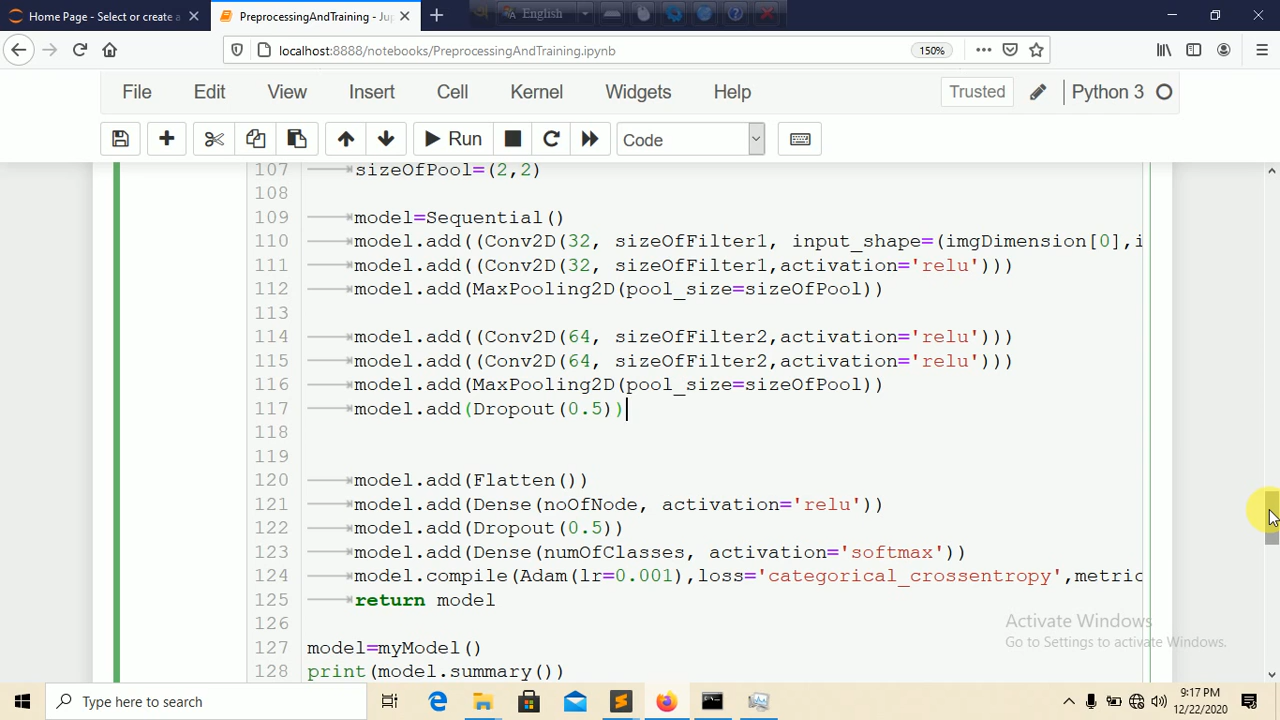 Home Page - Select or create a
PreprocessingAndTraining - Jup
English
localhost:8888/notebooks/PreprocessingAndTraining.ipynb
150%
File Edit View Insert Cell Kernel Widgets Help
Trusted
Python 3
Run
Code
107 sizeOfPool=(2,2)
108
109 model=Sequential()
110 model.add((Conv2D(32, sizeOfFilter1, input_shape=(imgDimension[0],i
111 model.add((Conv2D(32, sizeOfFilter1,activation='relu')))
112 model.add(MaxPooling2D(pool_size=sizeOfPool))
113
114 model.add((Conv2D(64, sizeOfFilter2,activation='relu')))
115 model.add((Conv2D(64, sizeOfFilter2,activation='relu')))
116 model.add(MaxPooling2D(pool_size=sizeOfPool))
117 model.add(Dropout(0.5))
118
119
120 model.add(Flatten())
121 model.add(Dense(noOfNode, activation='relu'))
122 model.add(Dropout(0.5))
123 model.add(Dense(numOfClasses, activation='softmax'))
124 model.compile(Adam(lr=0.001),loss='categorical_crossentropy',metric
125 return model
126
127 model=myModel()
128 print(model.summary())
Activate Windows
Go to Settings to activate Windows.
Type here to search
9:17 PM
12/22/2020